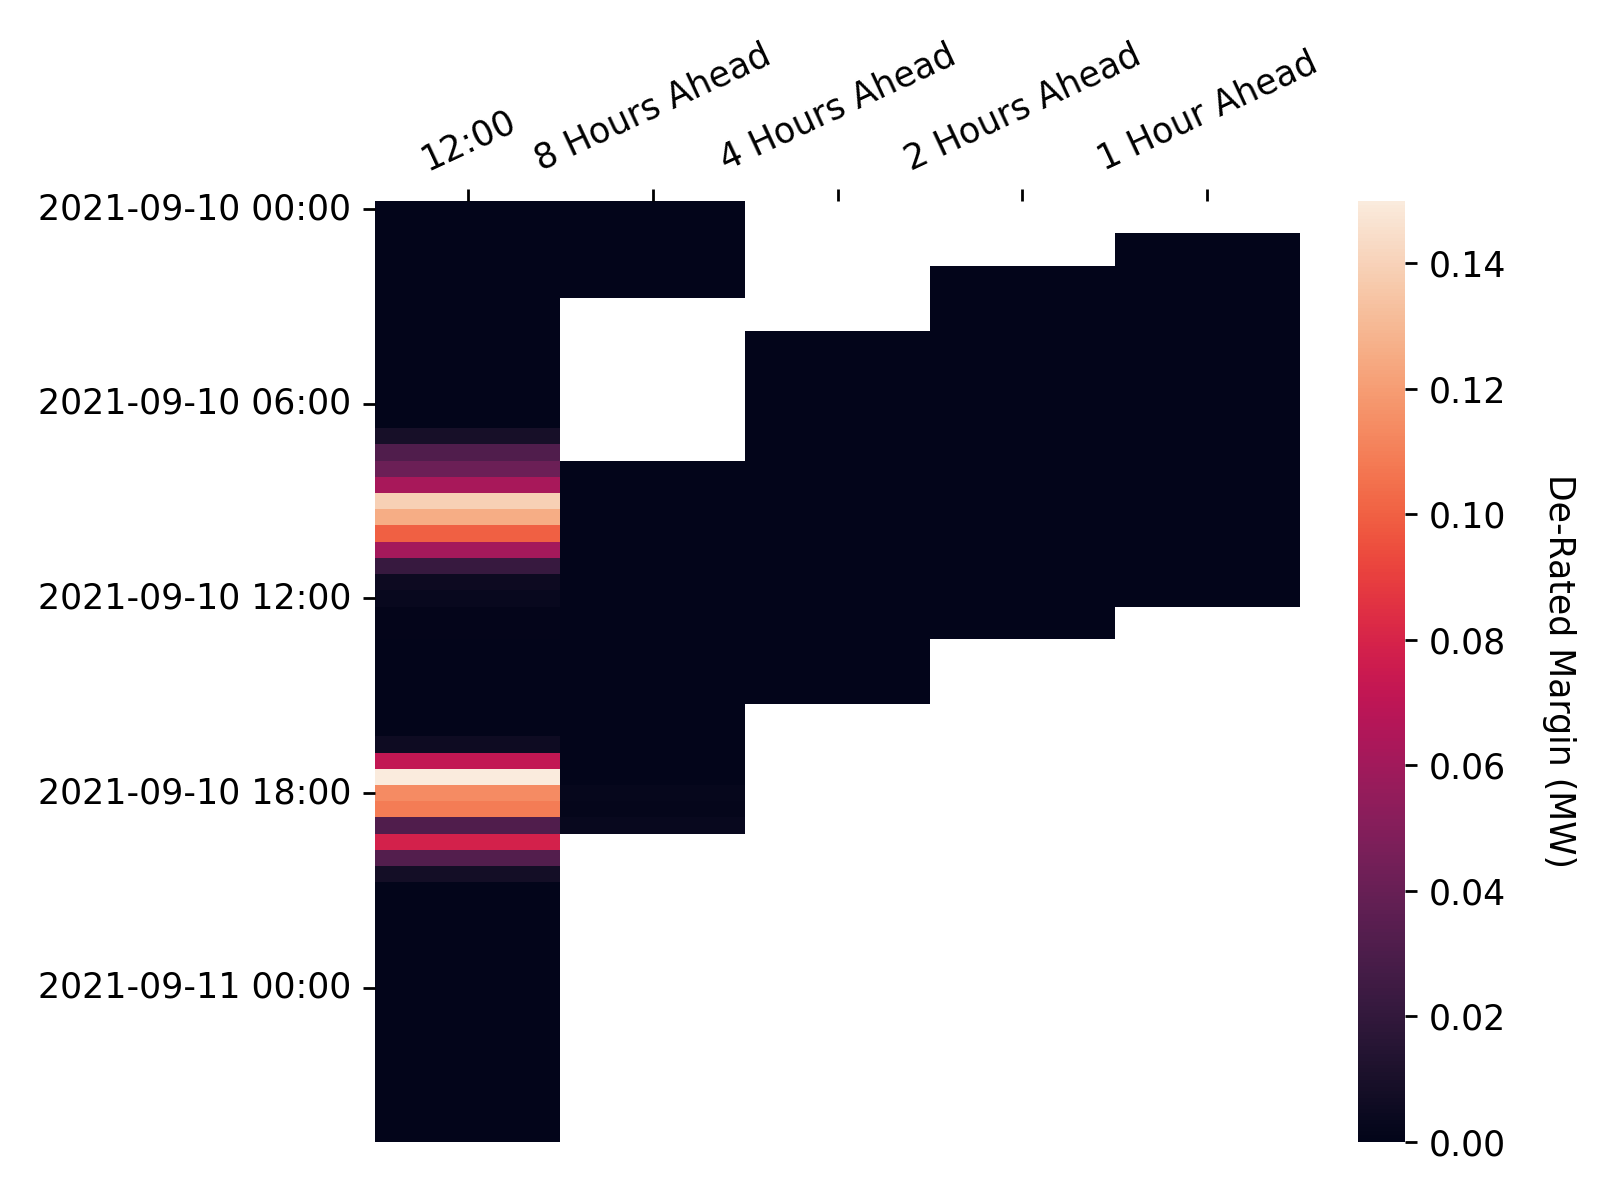 12:00
8 Hours Ahead
4 Hours Ahead
2 Hours Ahead
1 Hour Ahead
2021-09-10 00:00
2021-09-10 06:00
2021-09-10 12:00
2021-09-10 18:00
2021-09-11 00:00
0.14
0.12
0.10
0.08
0.06
0.04
0.02
0.00
De-Rated Margin (MW)